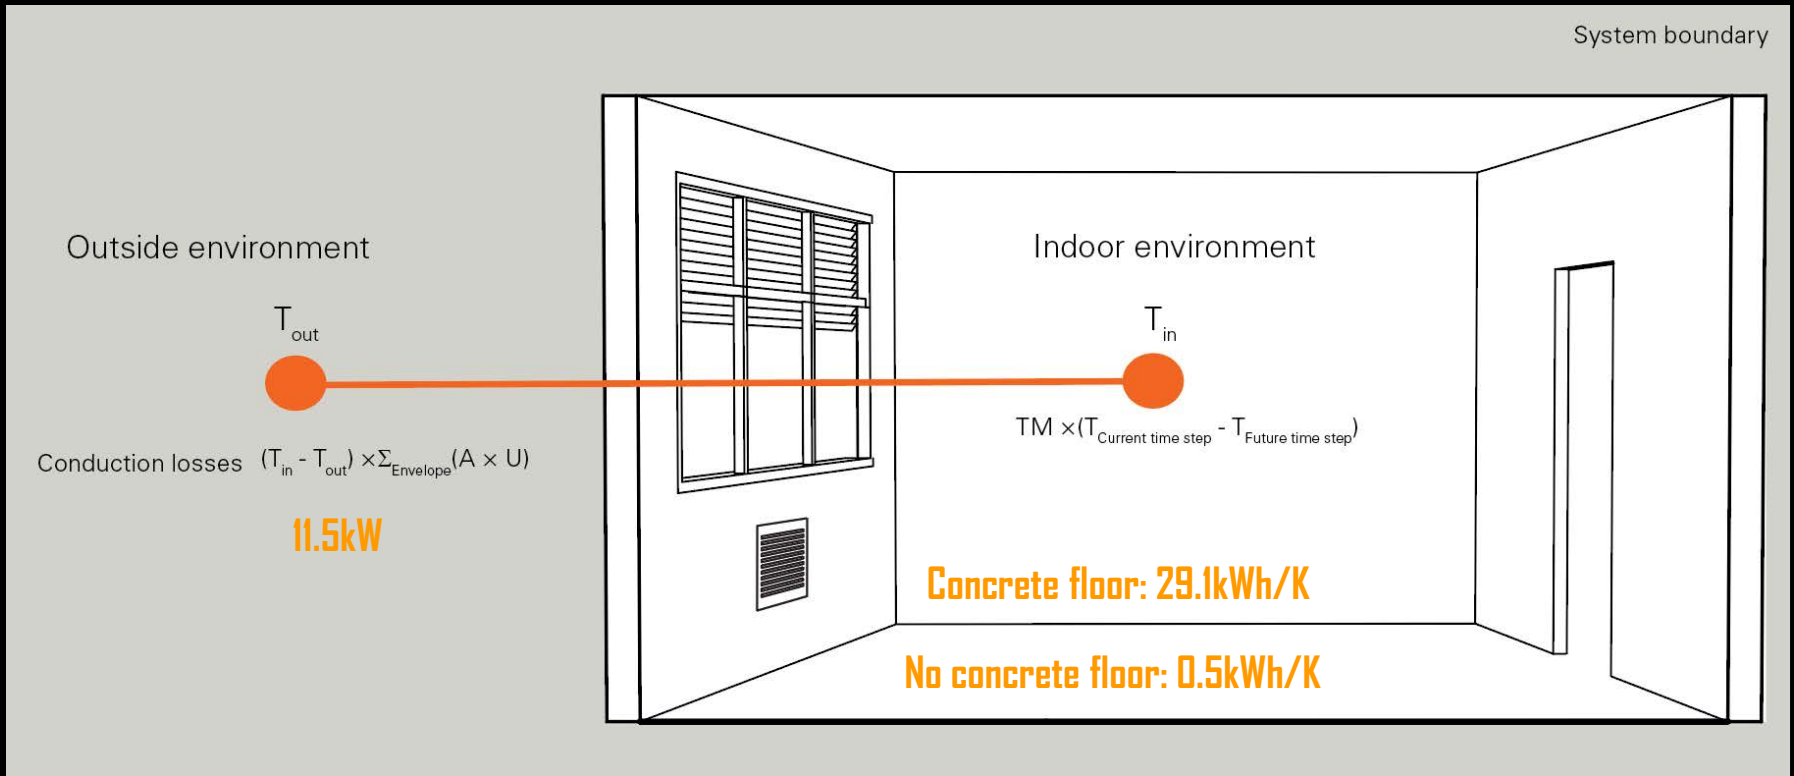 System boundary
Outside environment
Indoor environment
T out
T in
TM ×(T Current time step - T Future time step)
Conduction losses (T in - T out) ×Σ Envelope (A × U)
11.5kW
Concrete floor: 29.1kWh/K
No concrete floor: 0.5kWh/K